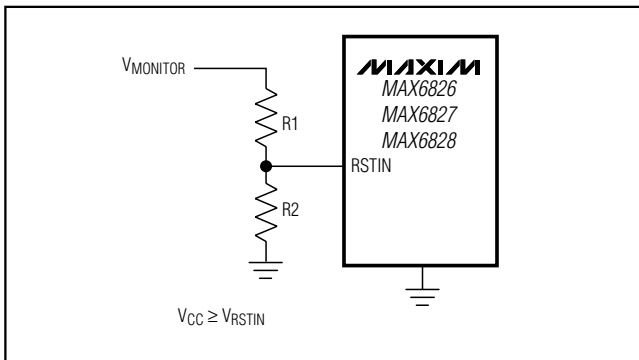 VMONITOR
R1
R2
MAXIM
MAX6826
MAX6827
MAX6828
RSTIN
VCC ≥ VRSTIN